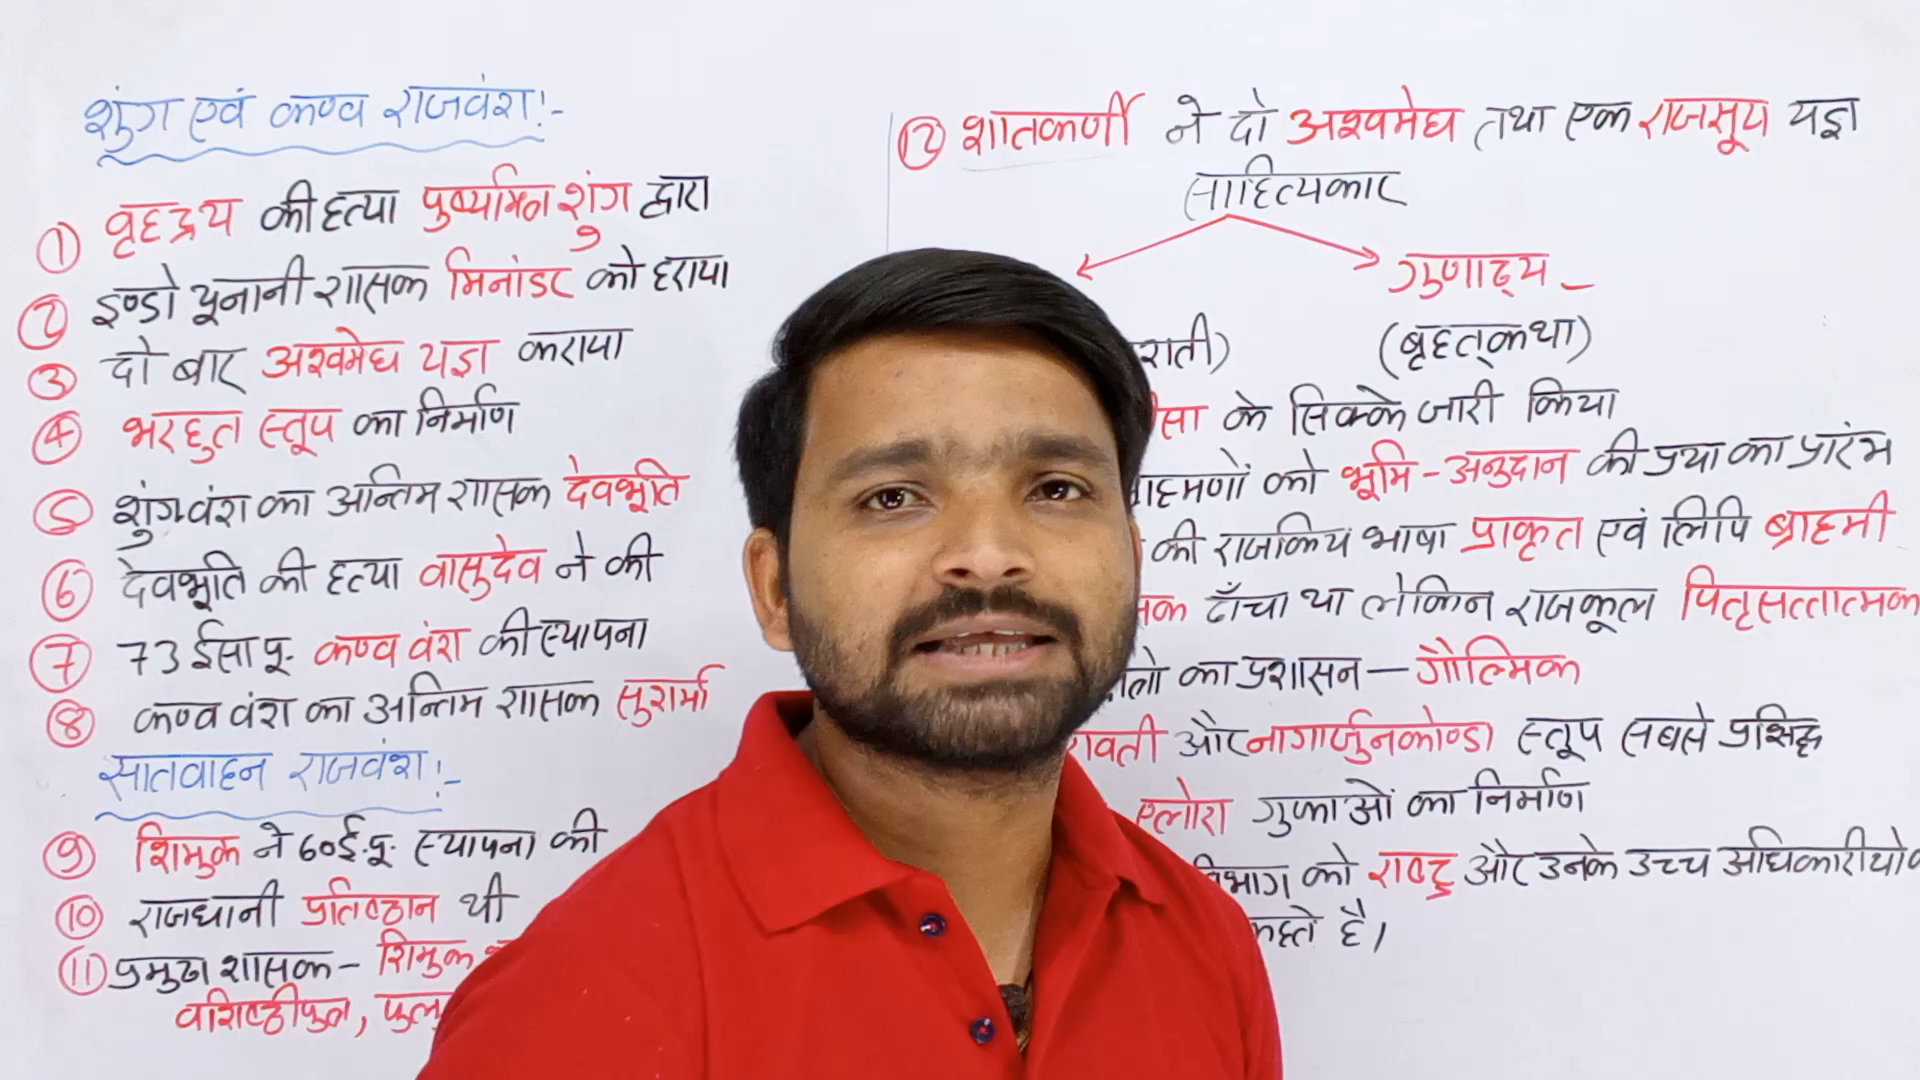 शुंग एवं कण्व राजवंश!-
① वृहद्रथ की हत्या पुष्यमित्र शुंग द्वारा
② इण्डो यूनानी शासक मिनांडर को हराया
③ दो बार अश्वमेघ यज्ञ कराया
④ भरहुत स्तूप का निर्माण
⑤ शुंग वंश का अन्तिम शासक देवभूति
⑥ देवभूति की हत्या वासुदेव ने की
⑦ 73 ईसा पू. कण्व वंश की स्थापना
⑧ कण्व वंश का अन्तिम शासक सुशर्मा
सातवाहन राजवंश!-
⑨ शिमुक ने 60ई.पू. स्थापना की
⑩ राजधानी प्रतिष्ठान थी
⑪ प्रमुख शासक- शिमुक
वशिष्ठीपुत्र,
⑫ शातकर्णी ने दो अश्वमेघ तथा एक राजसूय यज्ञ
साहित्यकार
गुणाढ्य -
(बृहत्कथा)
के सिक्के जारी किया
को भूमि-अनुदान की प्रथा का प्रारंभ
की राजकिय भाषा प्राकृत एवं लिपि ब्राहमी
ढाँचा था लेकिन राजकूल पितृसत्तात्मक
का प्रशासन - गौल्मिक
और नागार्जुनकोण्डा स्तूप सबसे प्रसिद्ध
एलोरा गुफाओं का निर्माण
को राष्ट्र और उनके उच्च
कहते है।